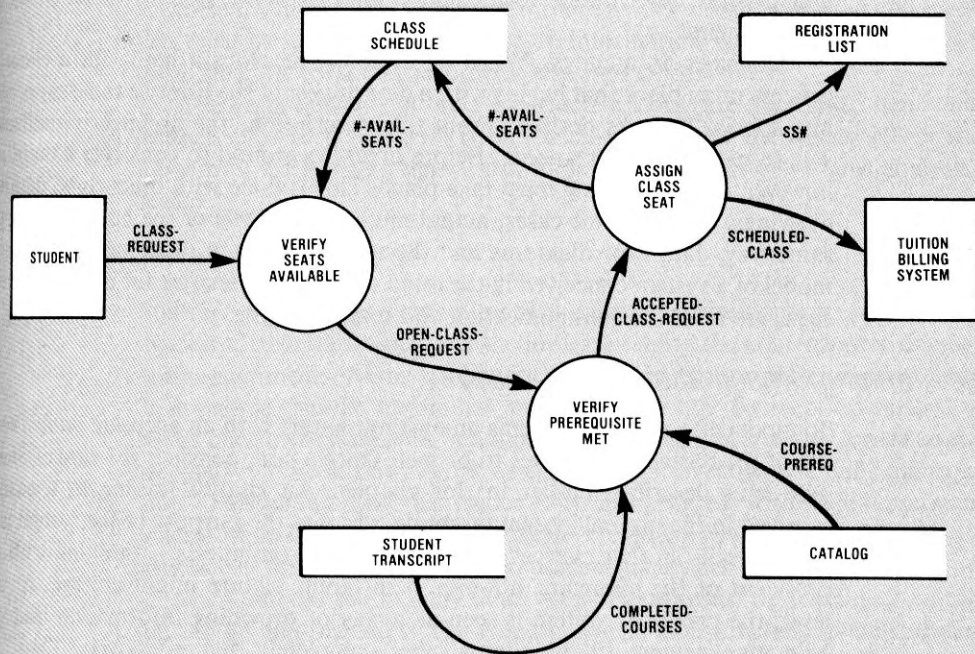 CLASS
SCHEDULE
REGISTRATION
LIST
#-AVAIL-
SEATS
#-AVAIL-
SEATS
SS#
ASSIGN
CLASS
SEAT
STUDENT
CLASS-
REQUEST
VERIFY
SEATS
AVAILABLE
SCHEDULED-
CLASS
TUITION
BILLING
SYSTEM
OPEN-CLASS-
REQUEST
ACCEPTED-
CLASS-REQUEST
VERIFY
PREREQUISITE
MET
COURSE-
PREREQ
STUDENT
TRANSCRIPT
CATALOG
COMPLETED-
COURSES